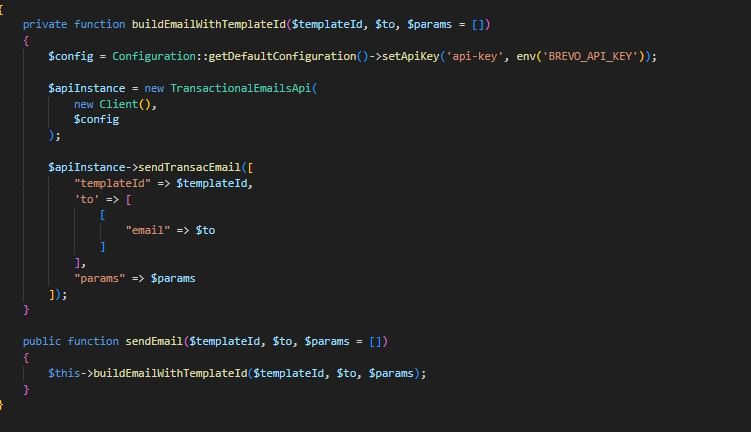 {
private function buildEmailWithTemplateId($templateId, $to, $params = [])
{
$config = Configuration::getDefaultConfiguration()->setApiKey('api-key', env('BREVO_API_KEY'));
$apiInstance = new TransactionalEmailsApi(
new Client(),
$config
);
$apiInstance->sendTransacEmail([
"templateId" => $templateId,
'to' => [
[
"email" => $to
]
],
"params" => $params
]);
}
public function sendEmail($templateId, $to, $params = [])
{
$this->buildEmailWithTemplateId($templateId, $to, $params);
}
}